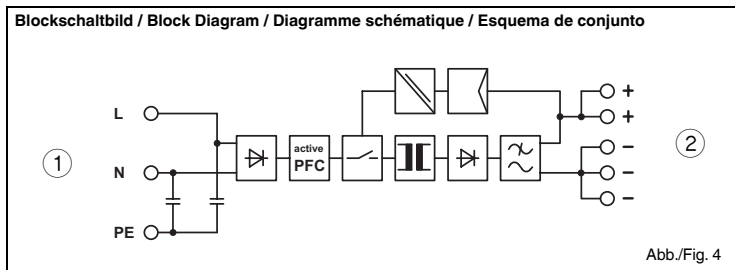 Blockschaltbild / Block Diagram / Diagramme schématique / Esquema de conjunto
L
N
PE
1
active
PFC
+
+
−
−
−
2
Abb./Fig. 4